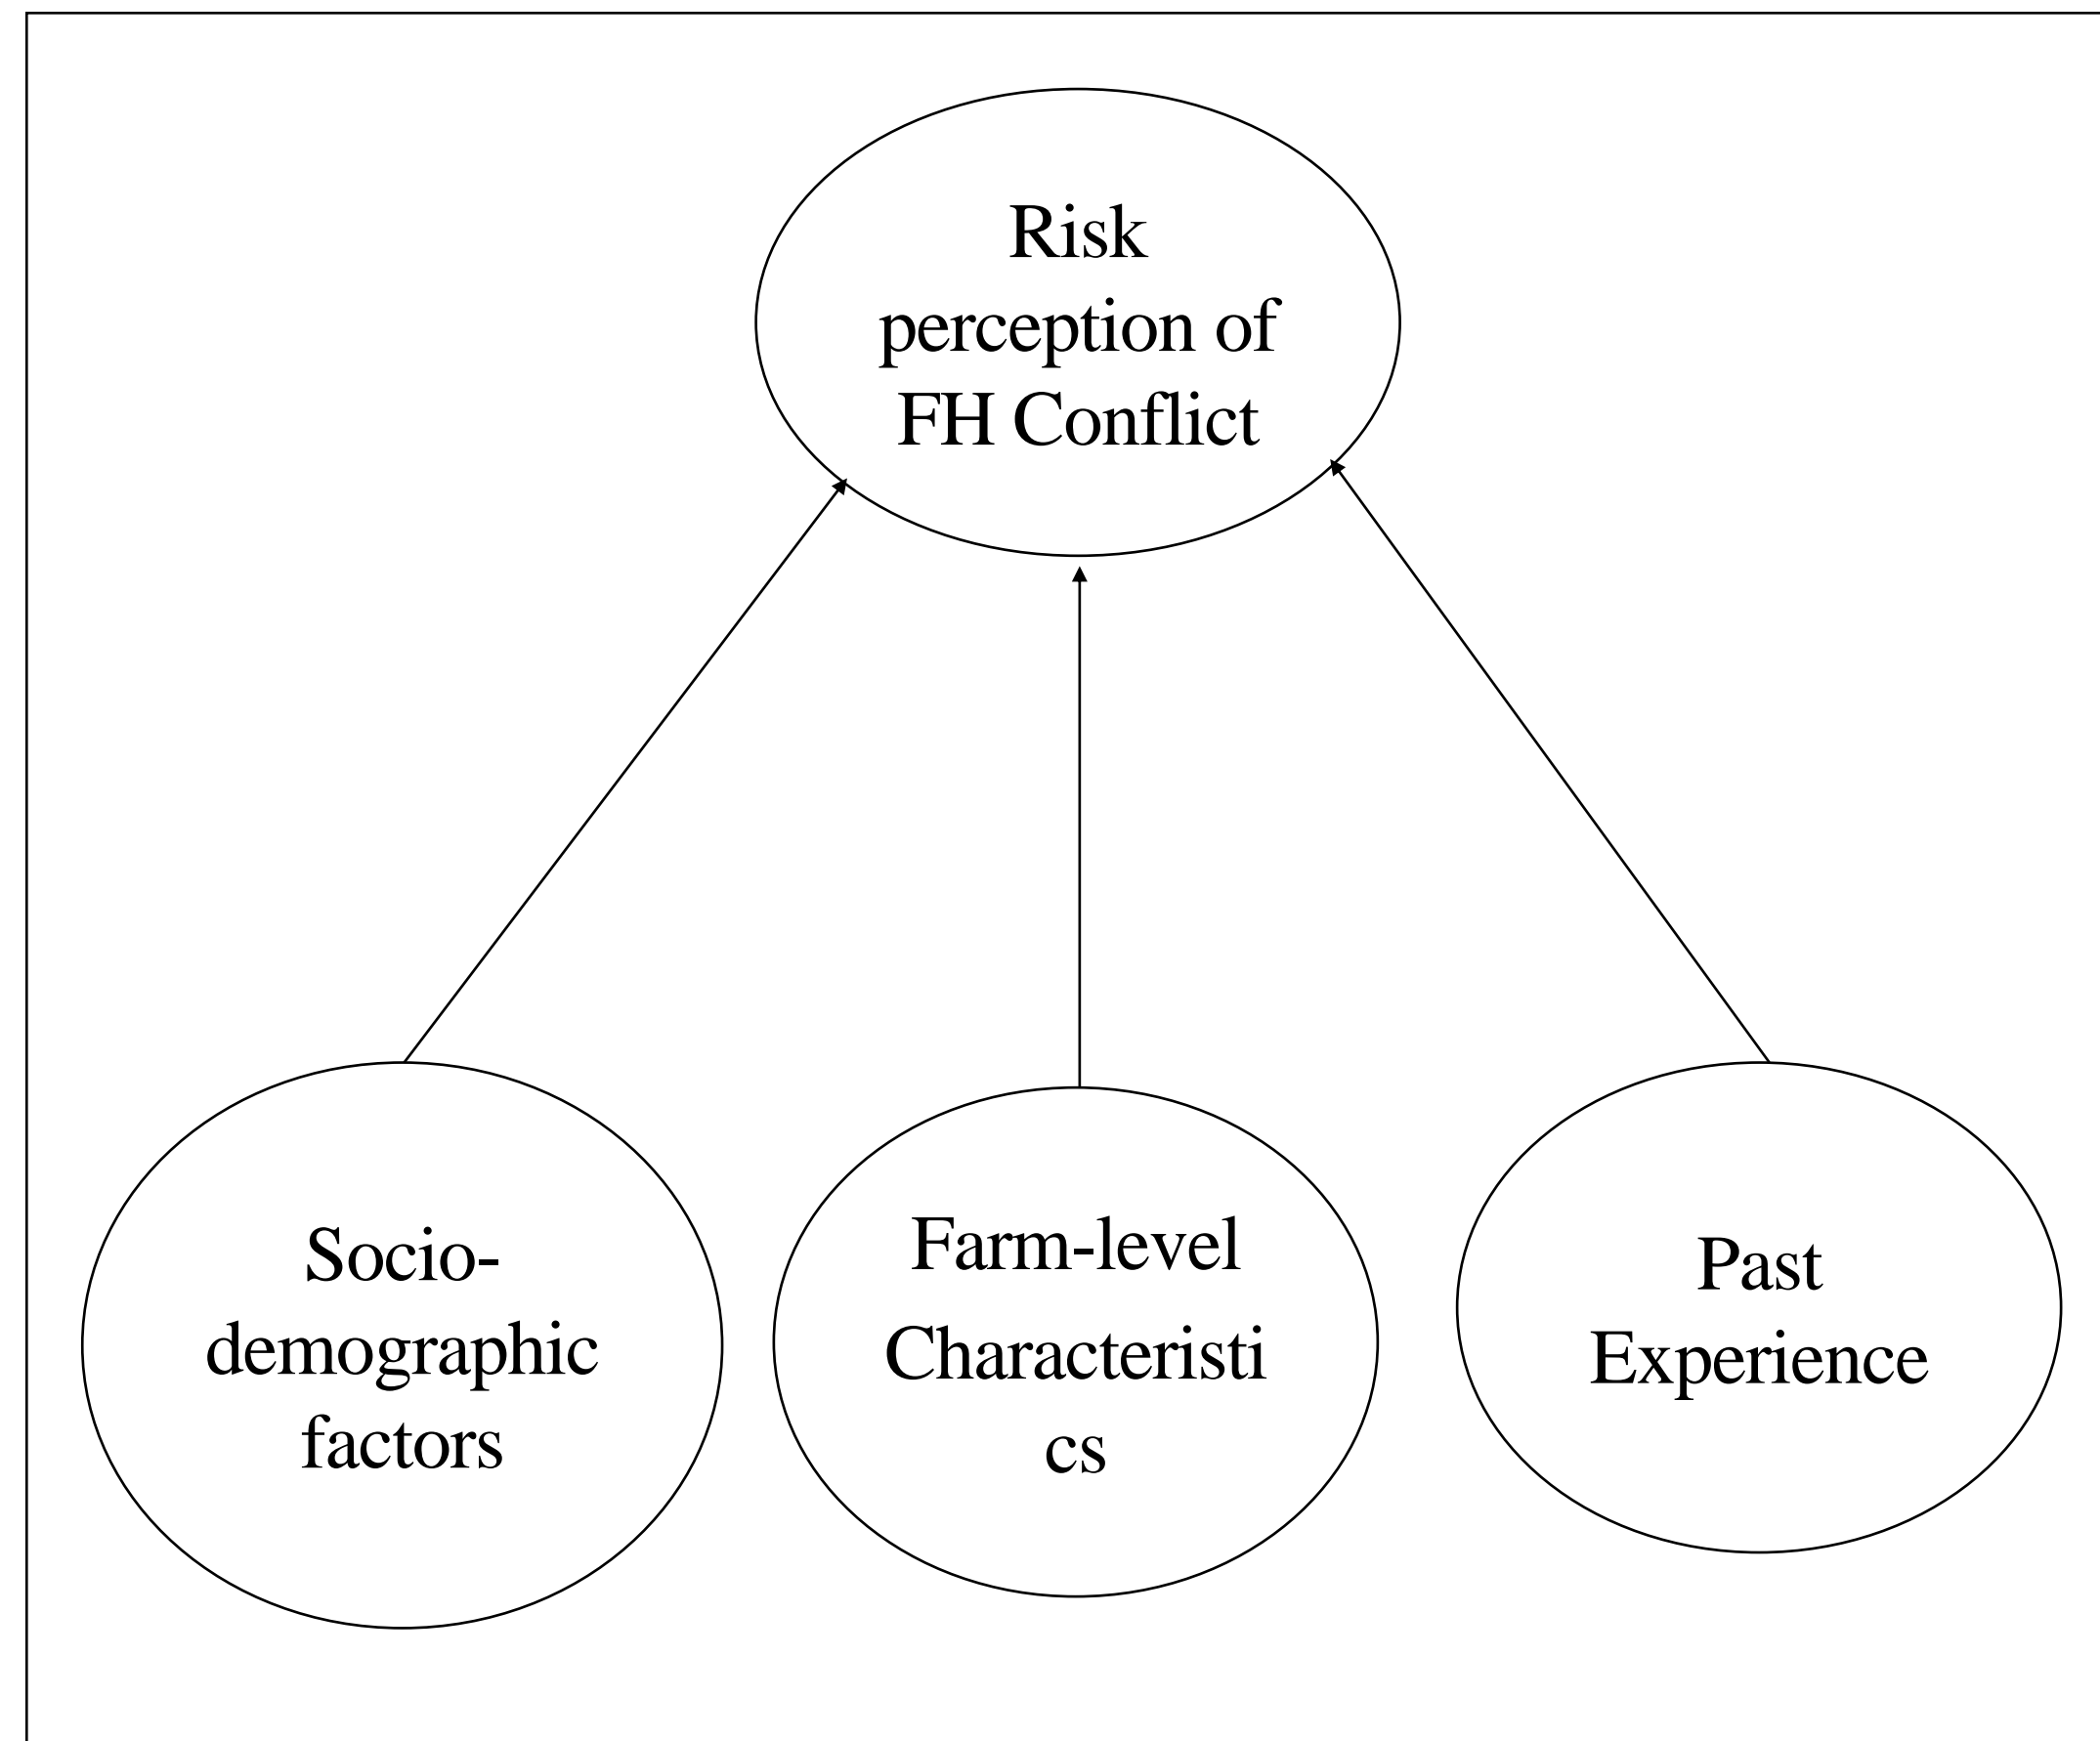 Risk
perception of
FH Conflict
Socio-
demographic
factors
Farm-level
Characteristi
cs
Past
Experience